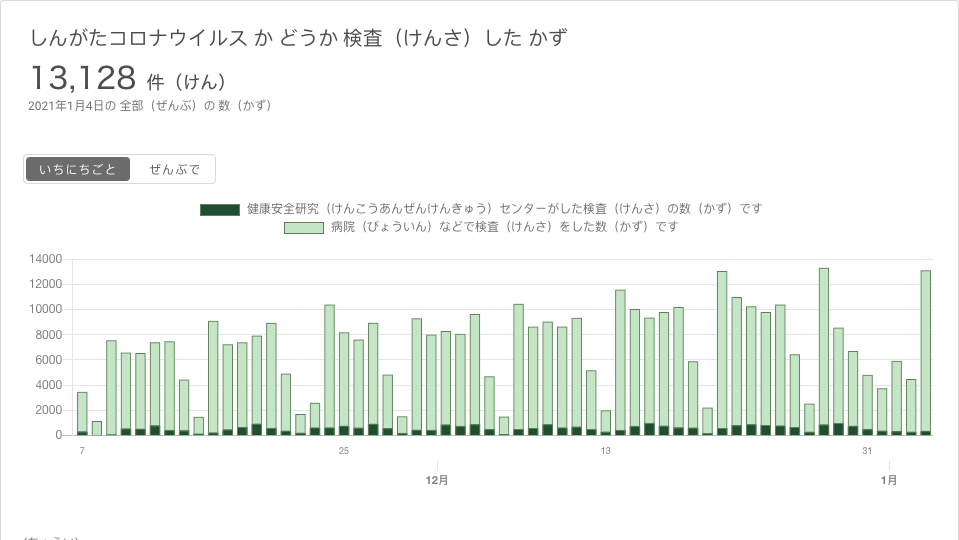 しんがたコロナウイルス か どうか 検査（けんさ）した かず
13,128 件（けん）
2021年1月4日の 全部（ぜんぶ）の 数（かず）
いちにちごと ぜんぶで
健康安全研究（けんこうあんぜんけんきゅう）センターがした検査（けんさ）の数（かず）です
病院（びょういん）などで検査（けんさ）をした数（かず）です
14000
12000
10000
8000
6000
4000
2000
0
7 25 13 31
12月 1月